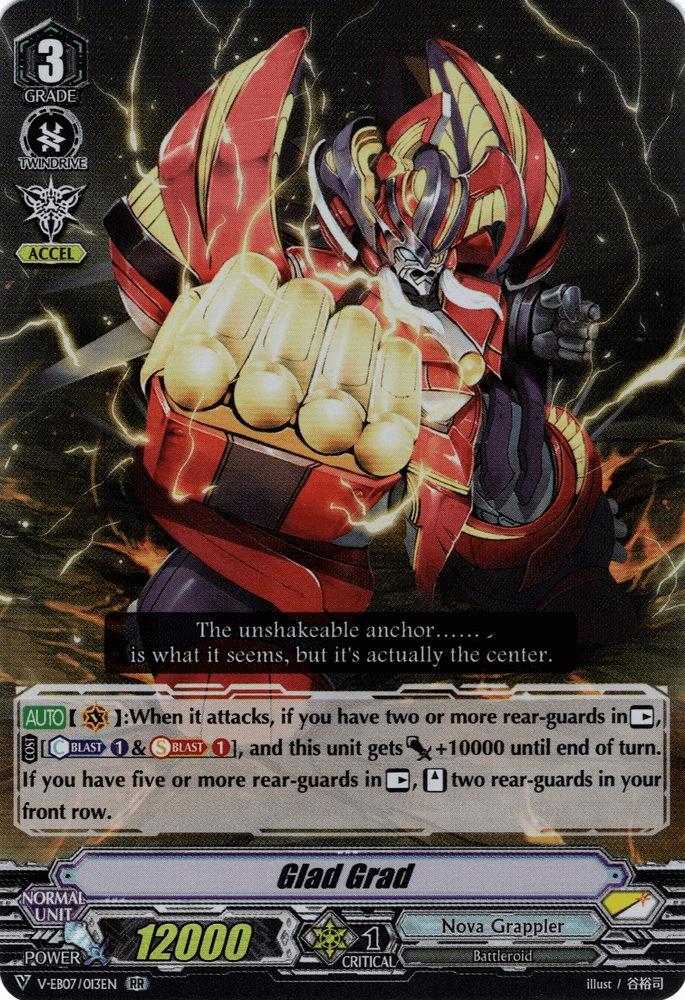 3
GRADE
TWINDRIVE
ACCEL
The unshakeable anchor......
is what it seems, but it's actually the center.
AUTO【 】:When it attacks, if you have two or more rear-guards in ,
COST [C BLAST 1 & S BLAST 1], and this unit gets +10000 until end of turn.
If you have five or more rear-guards in , two rear-guards in your
front row.
Glad Grad
NORMAL
UNIT
POWER 12000 1 CRITICAL
Nova Grappler
Battleroid
V-EB07/013EN RR illust / 谷裕司